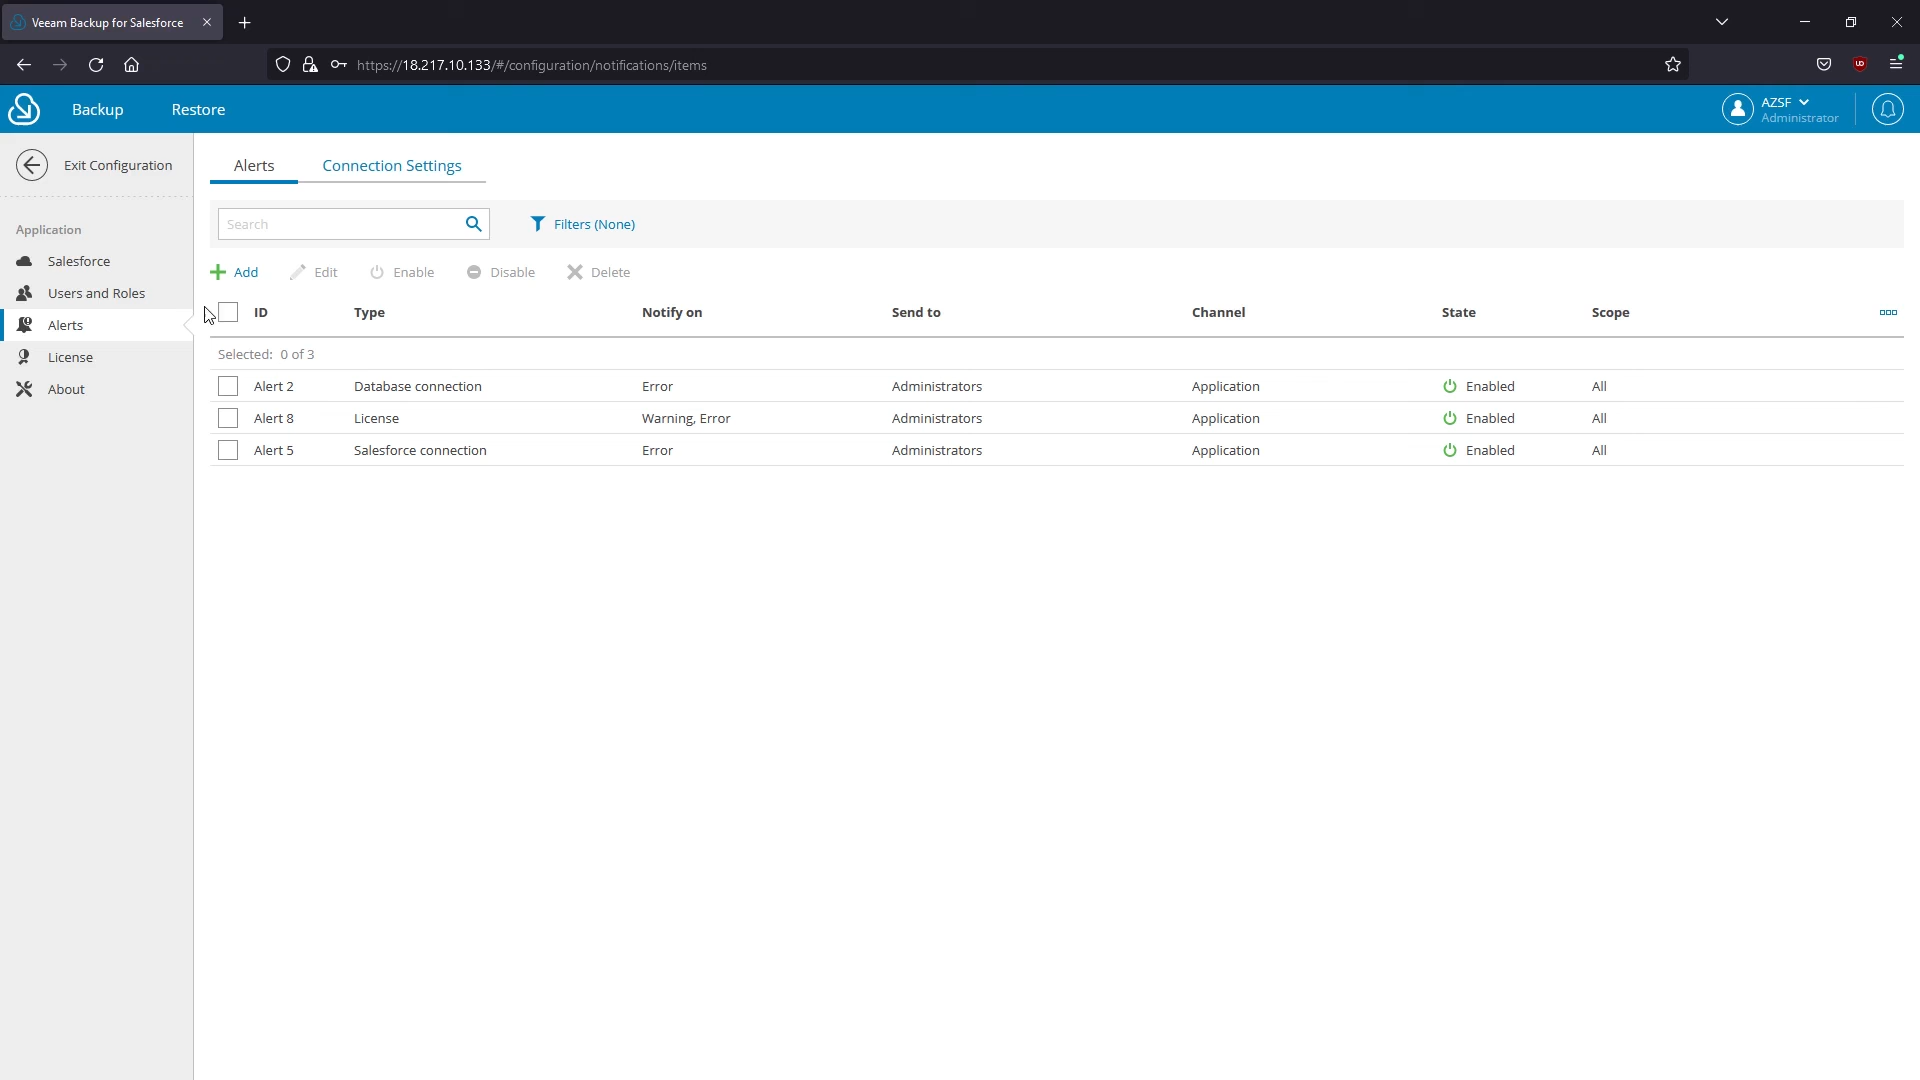 Veeam Backup for Salesforce
https://18.217.10.133/#/configuration/notifications/items
Backup Restore AZSF
Administrator
Exit Configuration
Application
Salesforce
Users and Roles
Alerts
License
About
Alerts Connection Settings
Search Filters (None)
Add Edit Enable Disable Delete
ID Type Notify on Send to Channel State Scope
Selected: 0 of 3
Alert 2 Database connection Error Administrators Application Enabled All
Alert 8 License Warning, Error Administrators Application Enabled All
Alert 5 Salesforce connection Error Administrators Application Enabled All